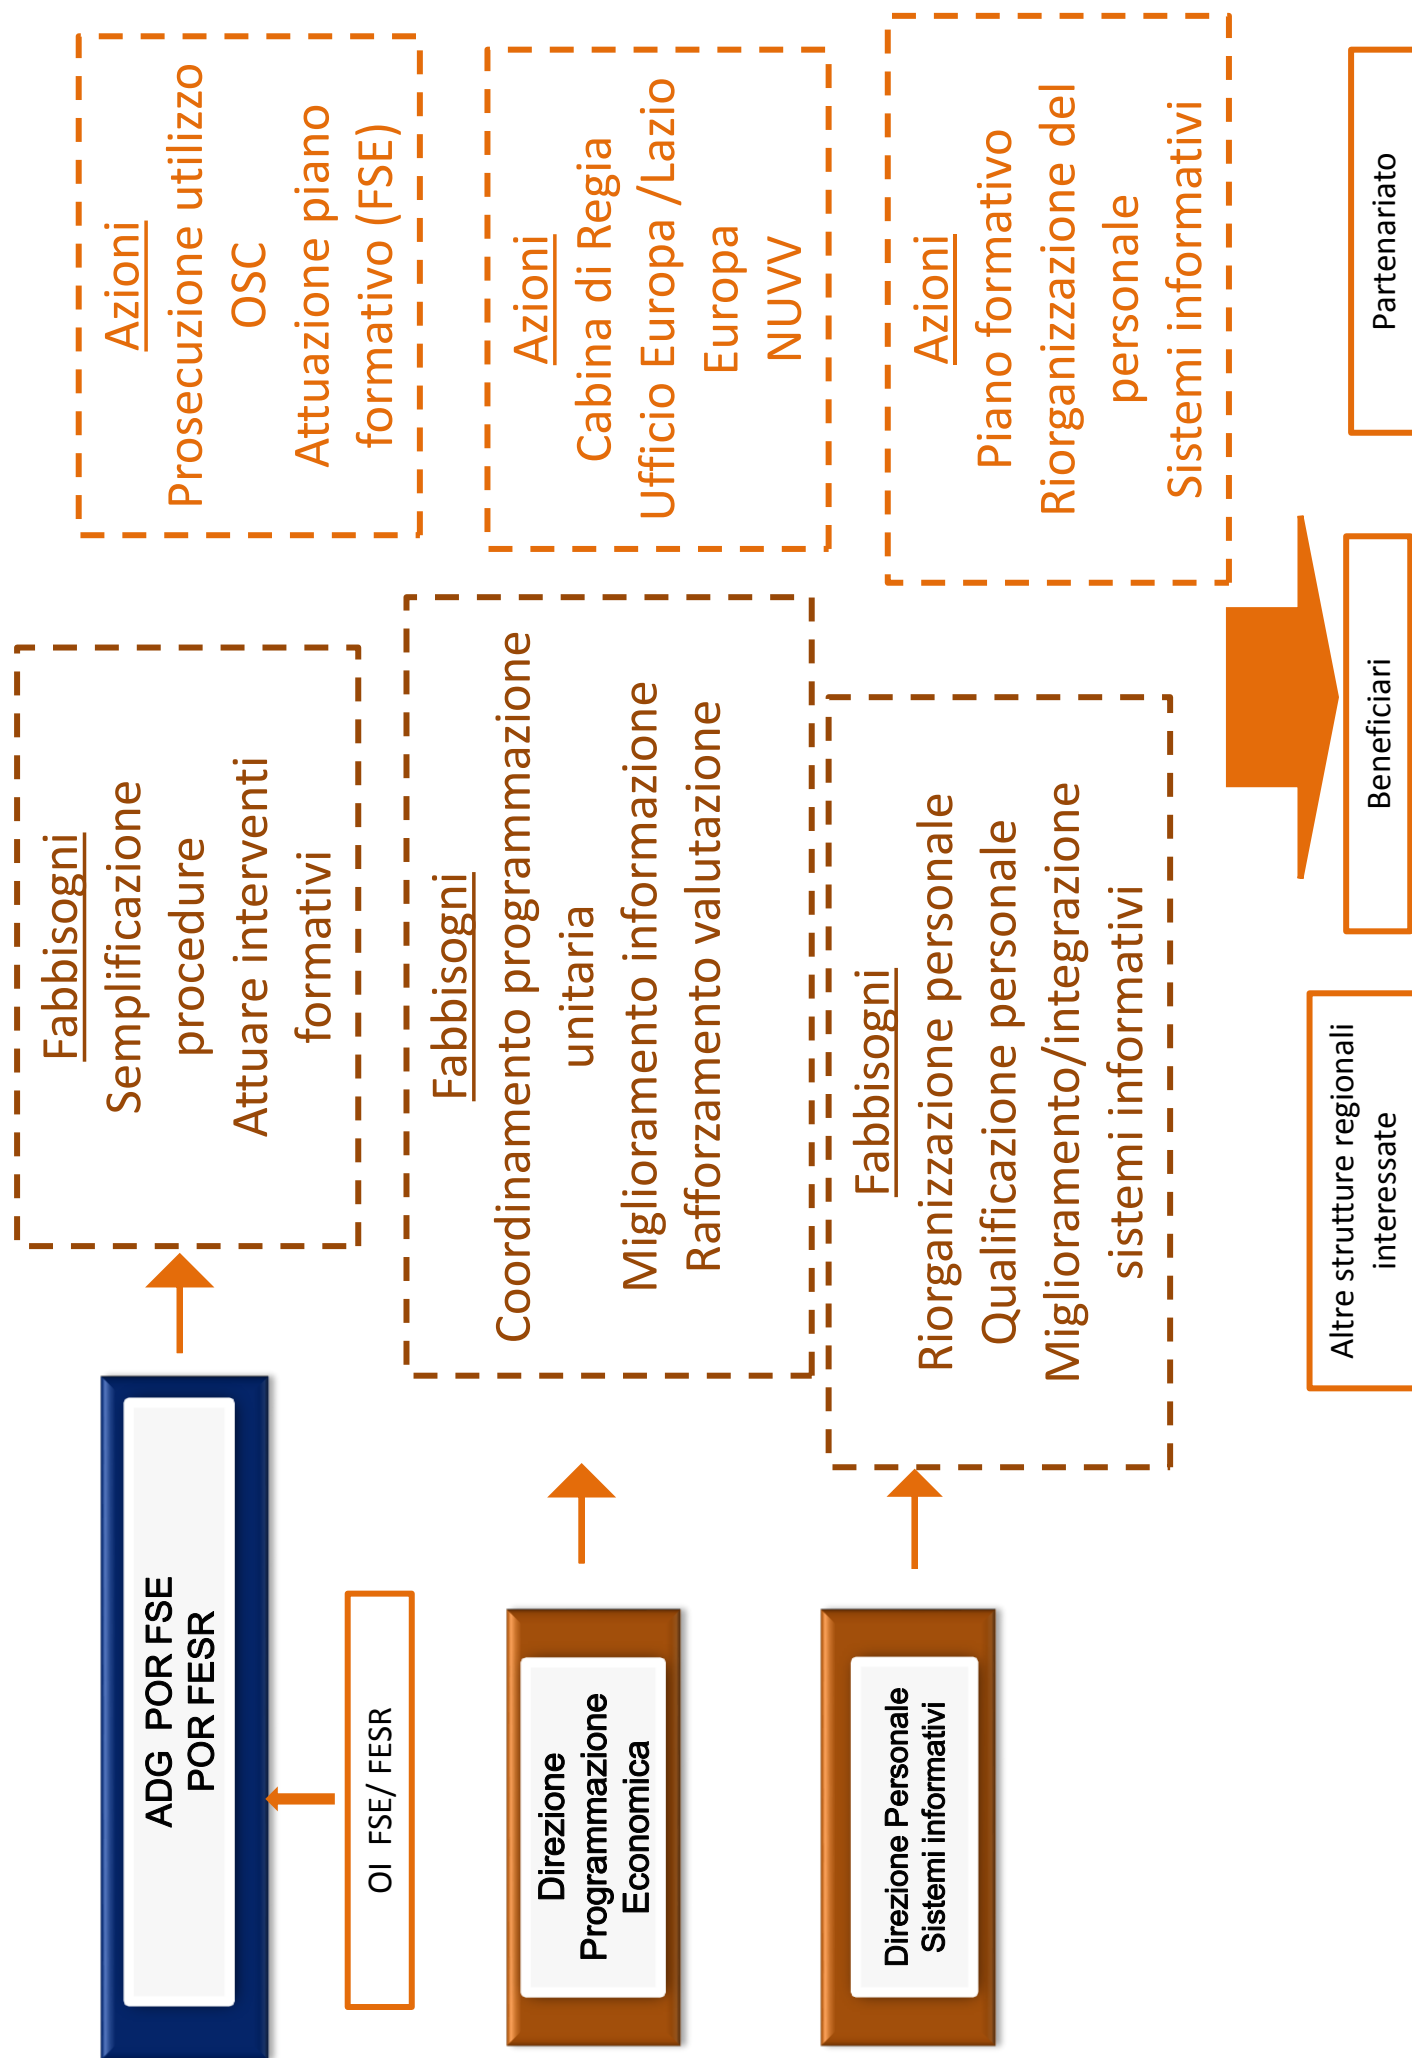 ADG POR FSE
POR FESR
OI FSE/ FESR
Fabbisogni
Semplificazione
procedure
Attuare interventi
formativi
Azioni
Prosecuzione utilizzo
OSC
Attuazione piano
formativo (FSE)
Direzione
Programmazione
Economica
Fabbisogni
Coordinamento programmazione
unitaria
Miglioramento informazione
Rafforzamento valutazione
Azioni
Cabina di Regia
Ufficio Europa /Lazio
Europa
NUVV
Direzione Personale
Sistemi informativi
Fabbisogni
Riorganizzazione personale
Qualificazione personale
Miglioramento/integrazione
sistemi informativi
Azioni
Piano formativo
Riorganizzazione del
personale
Sistemi informativi
Altre strutture regionali
interessate
Beneficiari
Partenariato